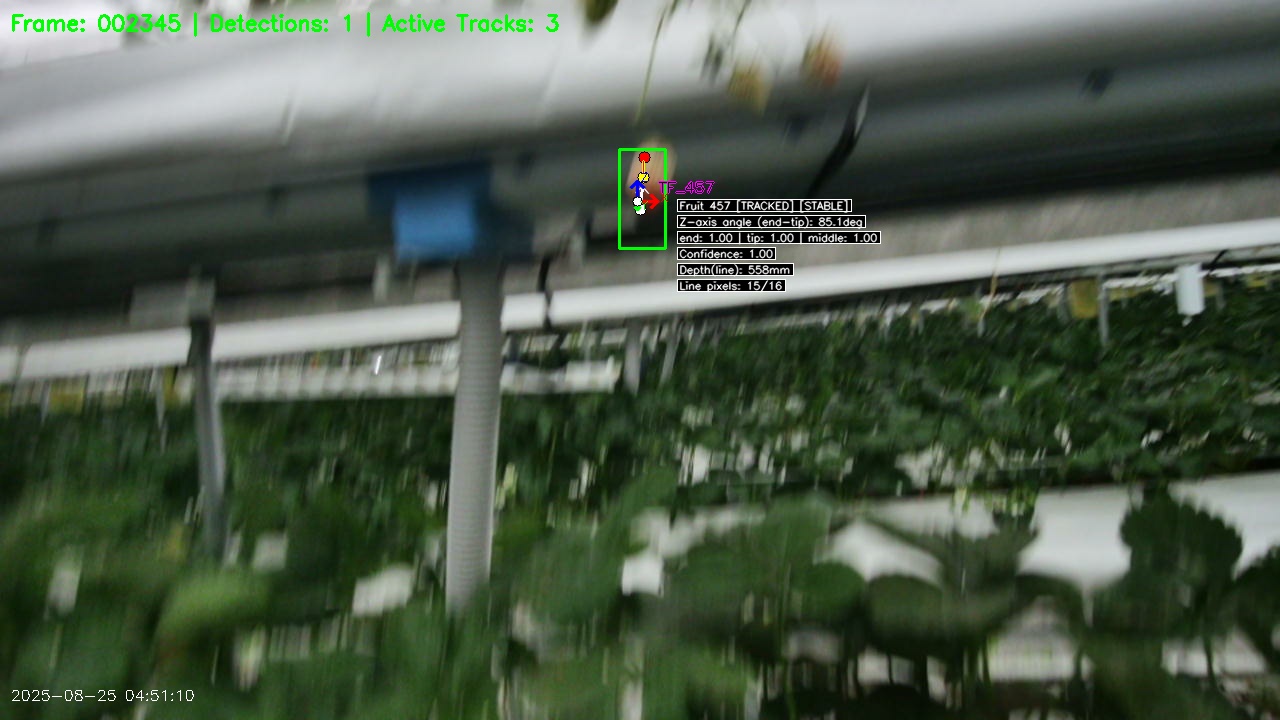 Frame: 002345 | Detections: 1 | Active Tracks: 3
TF_457
Fruit 457 [TRACKED] [STABLE]
Z-axis angle (end-tip): 85.1deg
end: 1.00 | tip: 1.00 | middle: 1.00
Confidence: 1.00
Depth(line): 558mm
Line pixels: 15/16
2025-08-25 04:51:10